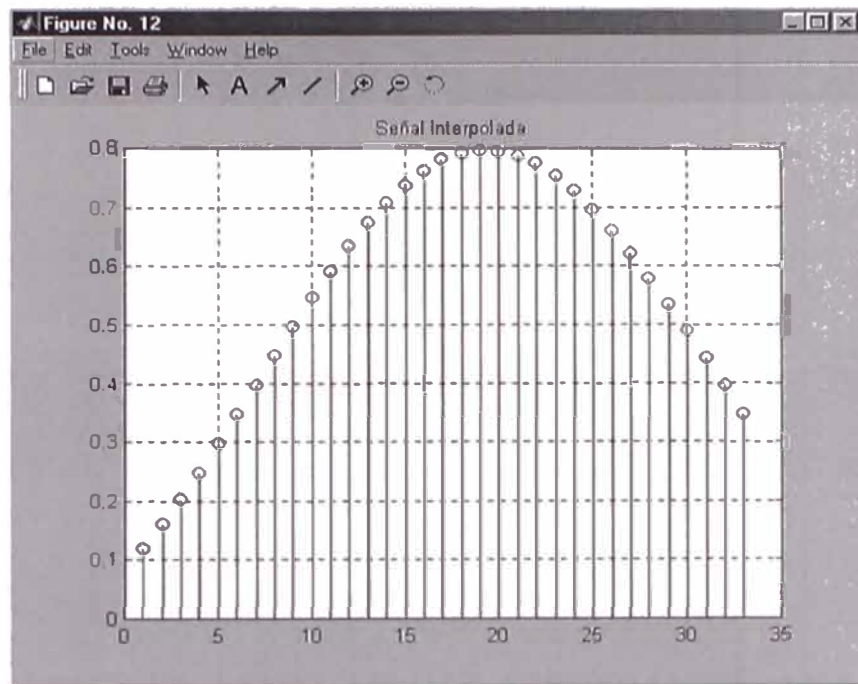 Figure No. 12
File Edit Tools Window Help
A
Señal Interpolada
0.8
0.7
0.6
0.5
0.4
0.3
0.2
0.1
0
0 5 10 15 20 25 30 35